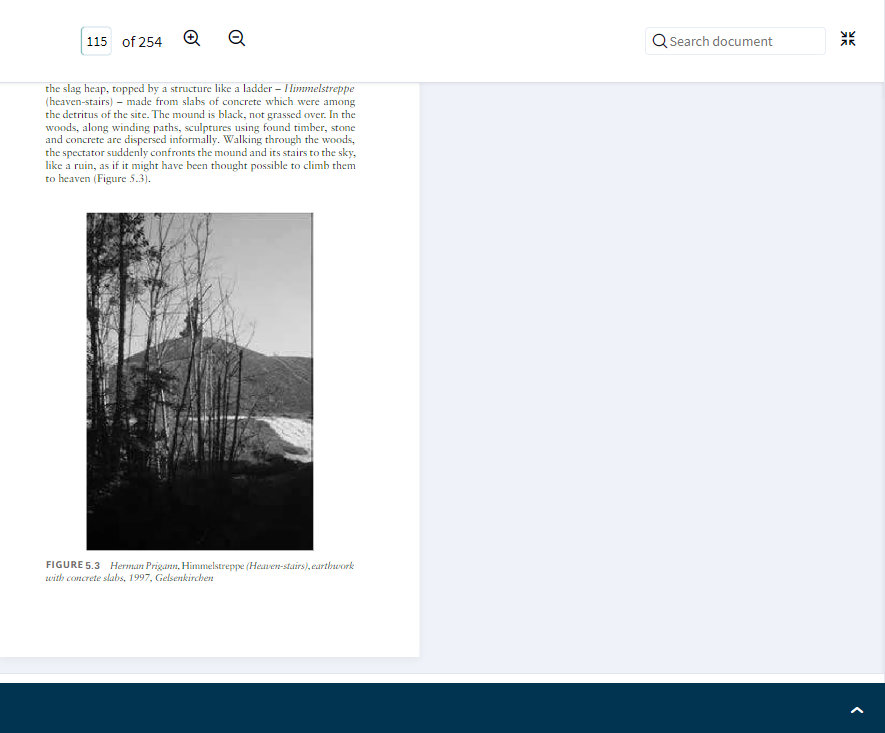 115 of 254
Search document
the slag heap, topped by a structure like a ladder – Himmelstreppe
(heaven-stairs) – made from slabs of concrete which were among
the detritus of the site. The mound is black, not grassed over. In the
woods, along winding paths, sculptures using found timber, stone
and concrete are dispersed informally. Walking through the woods,
the spectator suddenly confronts the mound and its stairs to the sky,
like a ruin, as if it might have been thought possible to climb them
to heaven (Figure 5.3).
FIGURE 5.3 Herman Prigann, Himmelstreppe (Heaven-stairs), earthwork
with concrete slabs, 1997, Gelsenkirchen